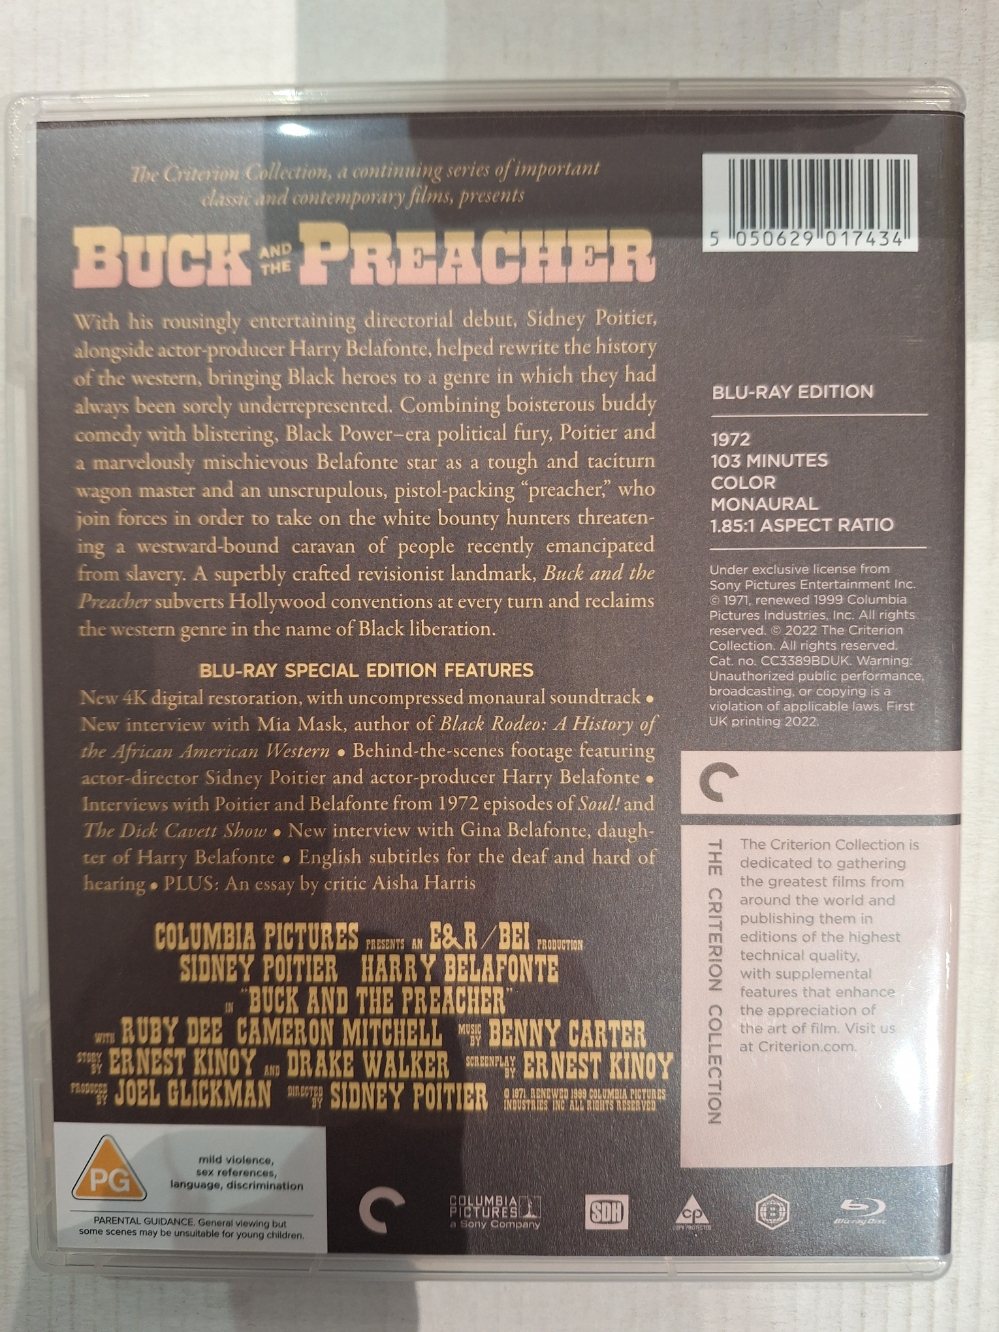 The Criterion Collection, a continuing series of important
classic and contemporary films, presents
BUCK AND THE PREACHER
With his rousingly entertaining directorial debut, Sidney Poitier,
alongside actor-producer Harry Belafonte, helped rewrite the history
of the western, bringing Black heroes to a genre in which they had
always been sorely underrepresented. Combining boisterous buddy
comedy with blistering, Black Power–era political fury, Poitier and
a marvelously mischievous Belafonte star as a tough and taciturn
wagon master and an unscrupulous, pistol-packing “preacher,” who
join forces in order to take on the white bounty hunters threaten-
ing a westward-bound caravan of people recently emancipated
from slavery. A superbly crafted revisionist landmark, Buck and the
Preacher subverts Hollywood conventions at every turn and reclaims
the western genre in the name of Black liberation.
BLU-RAY SPECIAL EDITION FEATURES
New 4K digital restoration, with uncompressed monaural soundtrack •
New interview with Mia Mask, author of Black Rodeo: A History of
the African American Western • Behind-the-scenes footage featuring
actor-director Sidney Poitier and actor-producer Harry Belafonte •
Interviews with Poitier and Belafonte from 1972 episodes of Soul! and
The Dick Cavett Show • New interview with Gina Belafonte, daugh-
ter of Harry Belafonte • English subtitles for the deaf and hard of
hearing • PLUS: An essay by critic Aisha Harris
COLUMBIA PICTURES PRESENTS AN E&R/BEI PRODUCTION
SIDNEY POITIER HARRY BELAFONTE
IN "BUCK AND THE PREACHER"
WITH RUBY DEE CAMERON MITCHELL MUSIC BY BENNY CARTER
STORY BY ERNEST KINOY AND DRAKE WALKER SCREENPLAY BY ERNEST KINOY
PRODUCED BY JOEL GLICKMAN DIRECTED BY SIDNEY POITIER © 1971 RENEWED 1999 COLUMBIA PICTURES
INDUSTRIES INC ALL RIGHTS RESERVED
5 050629 017434
BLU-RAY EDITION
1972
103 MINUTES
COLOR
MONAURAL
1.85:1 ASPECT RATIO
Under exclusive license from
Sony Pictures Entertainment Inc.
© 1971, renewed 1999 Columbia
Pictures Industries, Inc. All rights
reserved. © 2022 The Criterion
Collection. All rights reserved.
Cat. no. CC3389BDUK. Warning:
Unauthorized public performance,
broadcasting, or copying is a
violation of applicable laws. First
UK printing 2022.
THE CRITERION COLLECTION
The Criterion Collection is
dedicated to gathering
the greatest films from
around the world and
publishing them in
editions of the highest
technical quality,
with supplemental
features that enhance
the appreciation of
the art of film. Visit us
at Criterion.com.
PG
mild violence,
sex references,
language, discrimination
PARENTAL GUIDANCE. General viewing but
some scenes may be unsuitable for young children.
COLUMBIA
PICTURES
a Sony Company
SDH
cp
COPY PROTECTED
B
Blu-ray Disc